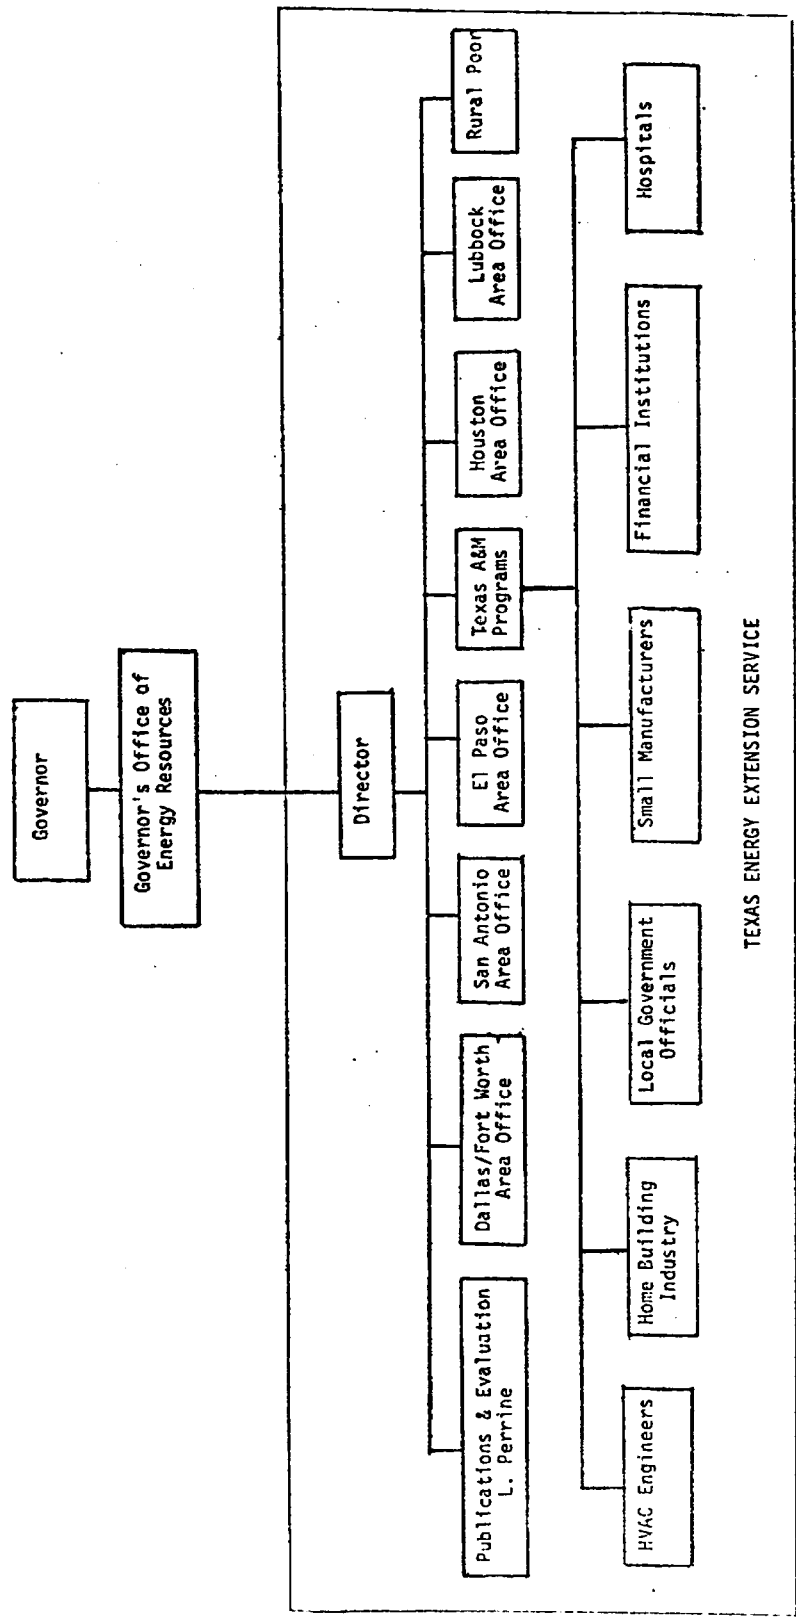 Governor
Governor's Office of
Energy Resources
Director
Publications & Evaluation
L. Perrine
Dallas/Fort Worth
Area Office
San Antonio
Area Office
El Paso
Area Office
Texas A&M
Programs
Houston
Area Office
Lubbock
Area Office
Rural Poor
HVAC Engineers
Home Building
Industry
Local Government
Officials
Small Manufacturers
Financial Institutions
Hospitals
TEXAS ENERGY EXTENSION SERVICE